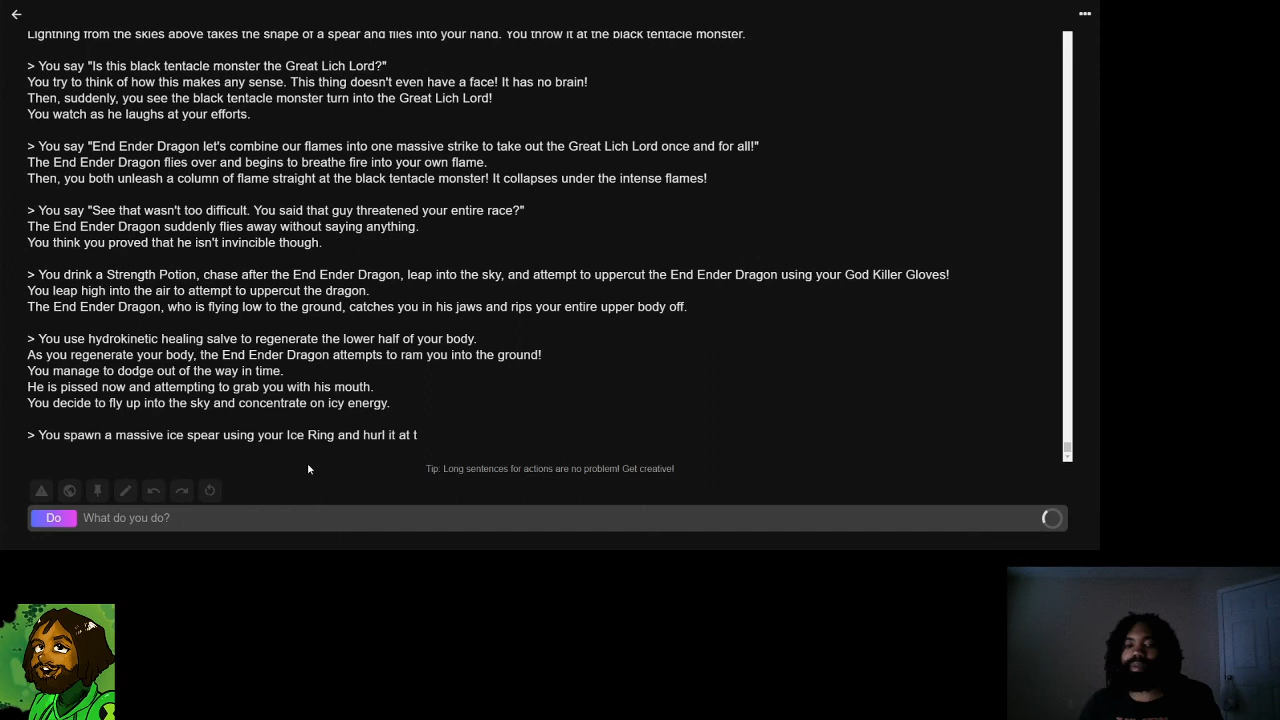 Lightning from the skies above takes the shape of a spear and flies into your hand. You throw it at the black tentacle monster.
> You say "Is this black tentacle monster the Great Lich Lord?"
You try to think of how this makes any sense. This thing doesn't even have a face! It has no brain!
Then, suddenly, you see the black tentacle monster turn into the Great Lich Lord!
You watch as he laughs at your efforts.
> You say "End Ender Dragon let's combine our flames into one massive strike to take out the Great Lich Lord once and for all!"
The End Ender Dragon flies over and begins to breathe fire into your own flame.
Then, you both unleash a column of flame straight at the black tentacle monster! It collapses under the intense flames!
> You say "See that wasn't too difficult. You said that guy threatened your entire race?"
The End Ender Dragon suddenly flies away without saying anything.
You think you proved that he isn't invincible though.
> You drink a Strength Potion, chase after the End Ender Dragon, leap into the sky, and attempt to uppercut the End Ender Dragon using your God Killer Gloves!
You leap high into the air to attempt to uppercut the dragon.
The End Ender Dragon, who is flying low to the ground, catches you in his jaws and rips your entire upper body off.
> You use hydrokinetic healing salve to regenerate the lower half of your body.
As you regenerate your body, the End Ender Dragon attempts to ram you into the ground!
You manage to dodge out of the way in time.
He is pissed now and attempting to grab you with his mouth.
You decide to fly up into the sky and concentrate on icy energy.
> You spawn a massive ice spear using your Ice Ring and hurl it at t
Tip: Long sentences for actions are no problem! Get creative!
Do What do you do?